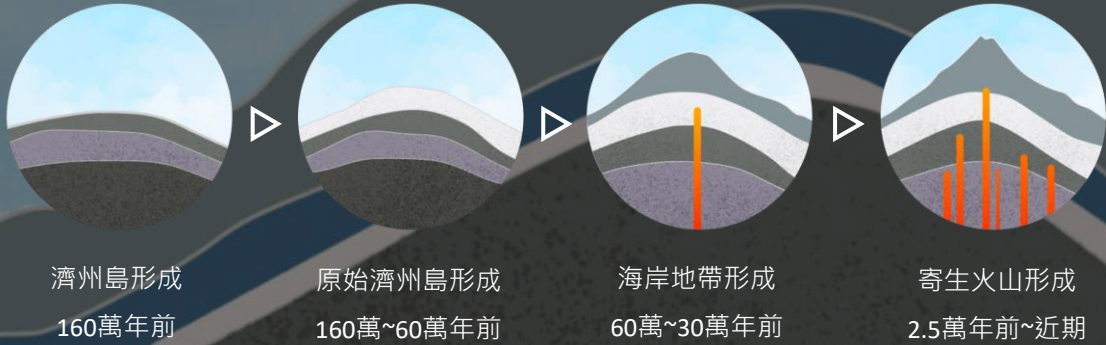 濟州島形成
160萬年前
原始濟州島形成
160萬~60萬年前
海岸地帶形成
60萬~30萬年前
寄生火山形成
2.5萬年前~近期